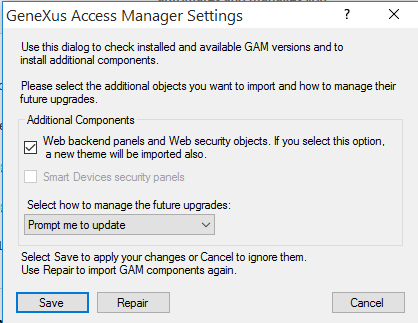 GeneXus Access Manager Settings
Use this dialog to check installed and available GAM versions and to
install additional components.
Please select the additional objects you want to import and how to manage their
future upgrades.
Additional Components
Web backend panels and Web security objects. If you select this option,
a new theme will be imported also.
Smart Devices security panels
Select how to manage the future upgrades:
Prompt me to update
Select Save to apply your changes or Cancel to ignore them.
Use Repair to import GAM components again.
Save
Repair
Cancel